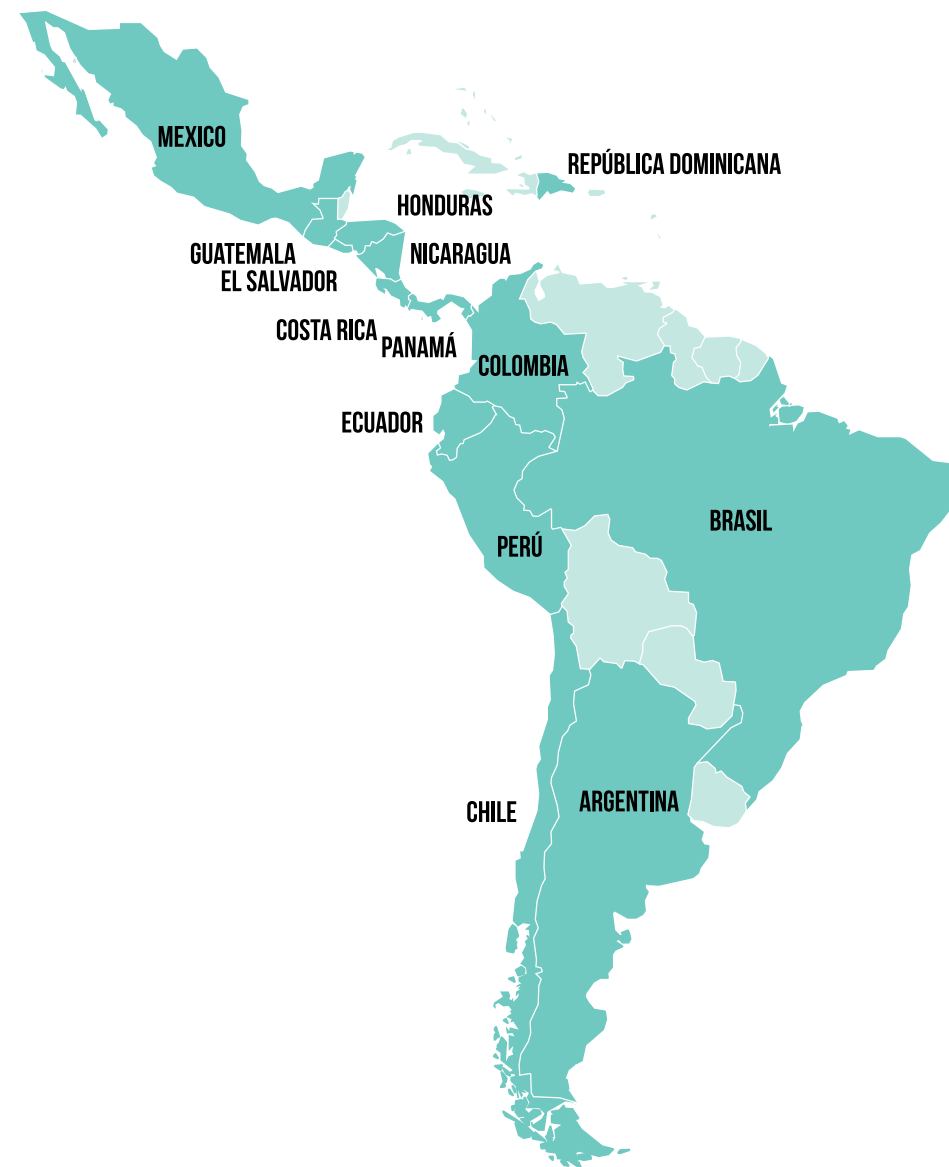 MEXICO
REPÚBLICA DOMINICANA
HONDURAS
GUATEMALA
NICARAGUA
EL SALVADOR
COSTA RICA
PANAMÁ
COLOMBIA
ECUADOR
BRASIL
PERÚ
CHILE
ARGENTINA